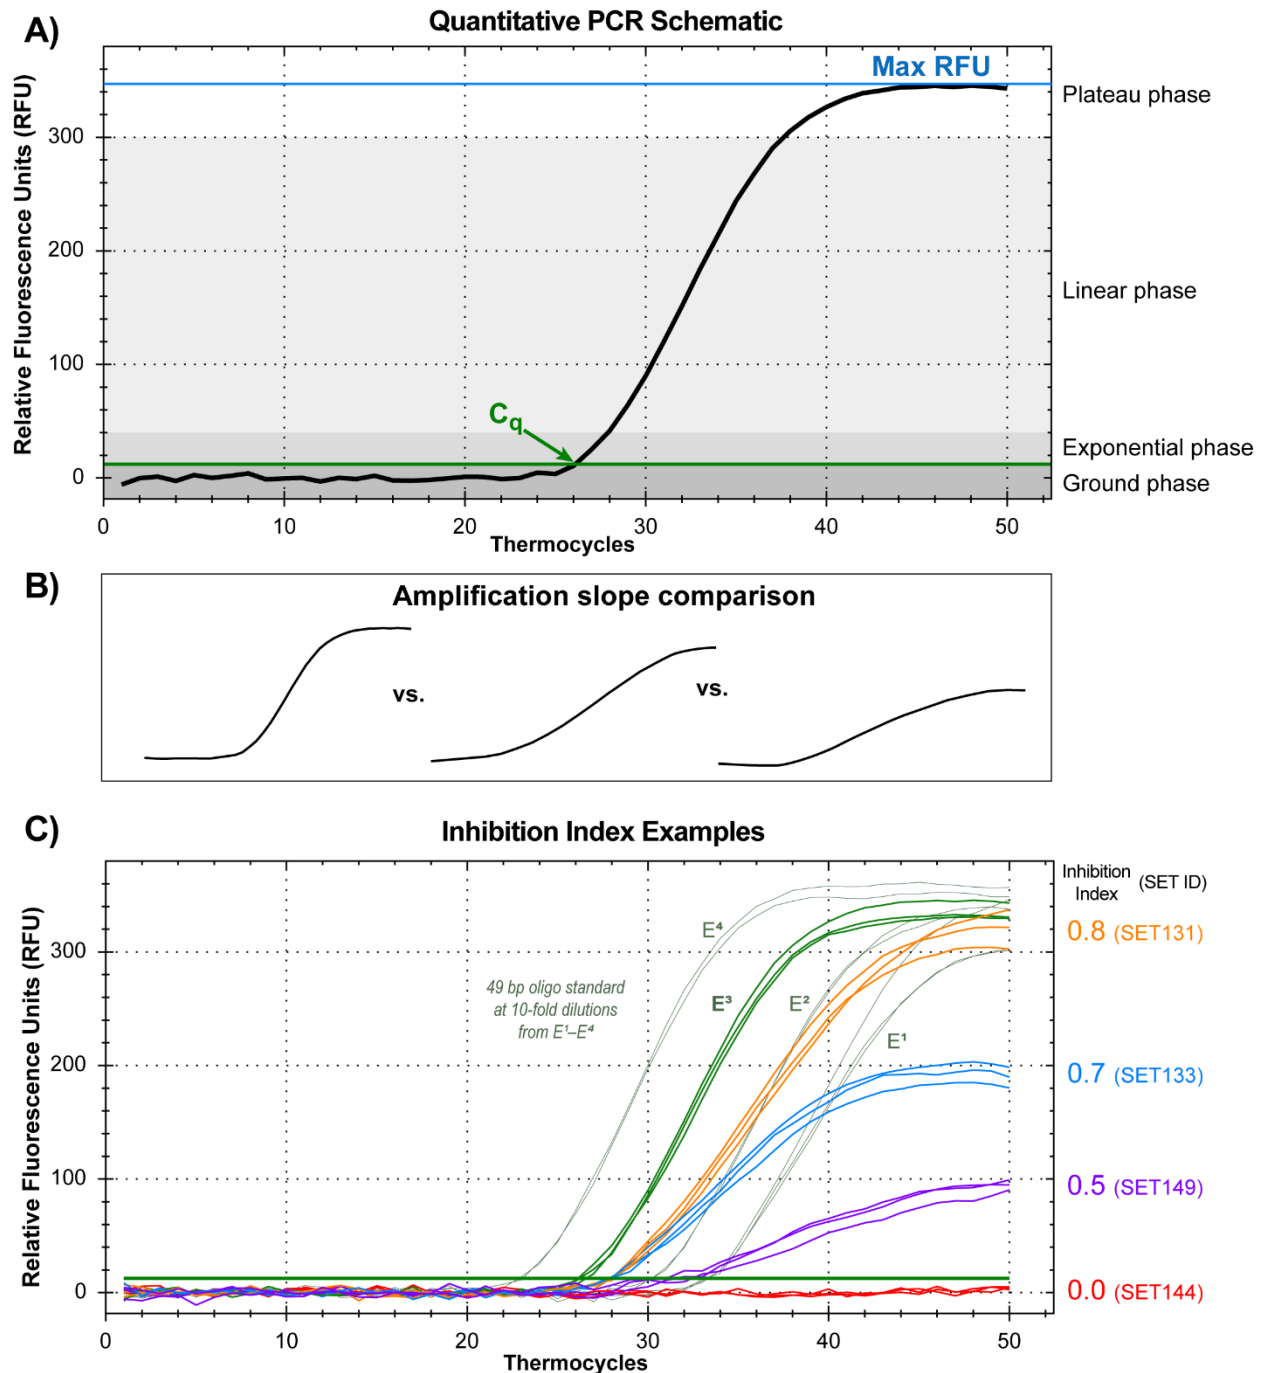 A)
Quantitative PCR Schematic
Relative Fluorescence Units (RFU)
300
200
100
0
Max RFU
Cq
Plateau phase
Linear phase
Exponential phase
Ground phase
0 10 20 30 40 50
Thermocycles
B)
Amplification slope comparison
vs.
vs.
C)
Inhibition Index Examples
Relative Fluorescence Units (RFU)
300
200
100
0
49 bp oligo standard
at 10-fold dilutions
from E¹–E⁴
E⁴
E³
E²
E¹
Inhibition
Index
(SET ID)
0.8 (SET131)
0.7 (SET133)
0.5 (SET149)
0.0 (SET144)
0 10 20 30 40 50
Thermocycles